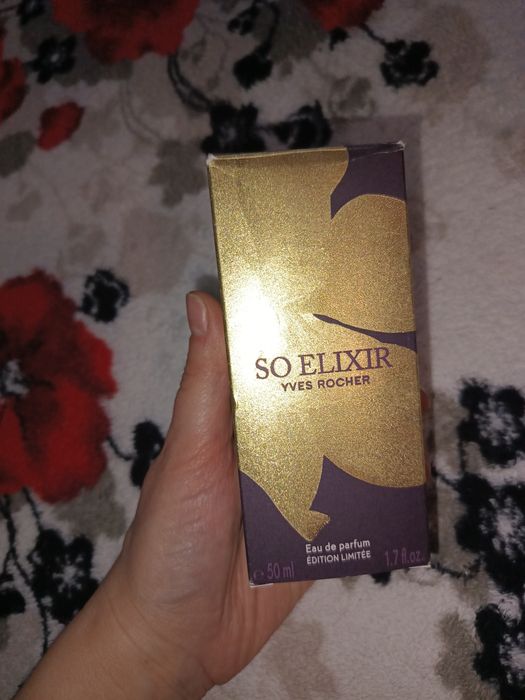 SO ELIXIR
YVES ROCHER
Eau de parfum
ÉDITION LIMITÉE
℮ 50 ml 1.7 fl.oz.